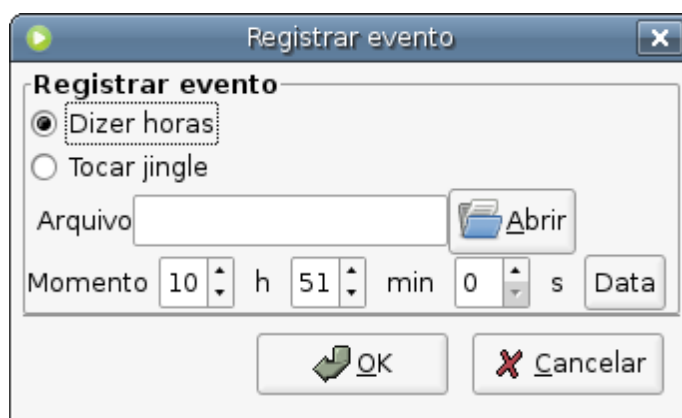 Registrar evento
Registrar evento
Dizer horas
Tocar jingle
Arquivo Abrir
Momento 10 h 51 min 0 s Data
OK Cancelar